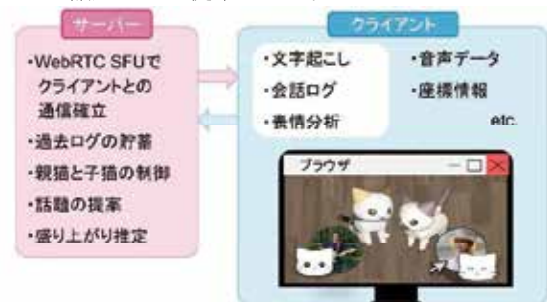 サーバー
・WebRTC SFUで
クライアントとの
通信確立
・過去ログの貯蓄
・親猫と子猫の制御
・話題の提案
・盛り上がり推定
クライアント
・文字起こし
・会話ログ
・表情分析
・音声データ
・座標情報
etc.
ブラウザ